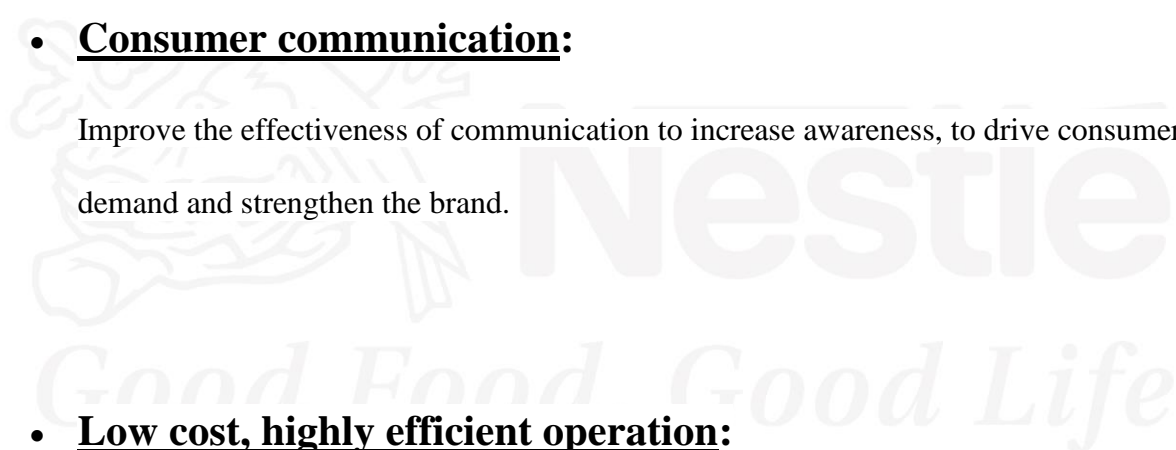 • Consumer communication:
Improve the effectiveness of communication to increase awareness, to drive consumer
demand and strengthen the brand.
Nestlé
Good Food, Good Life
• Low cost, highly efficient operation: